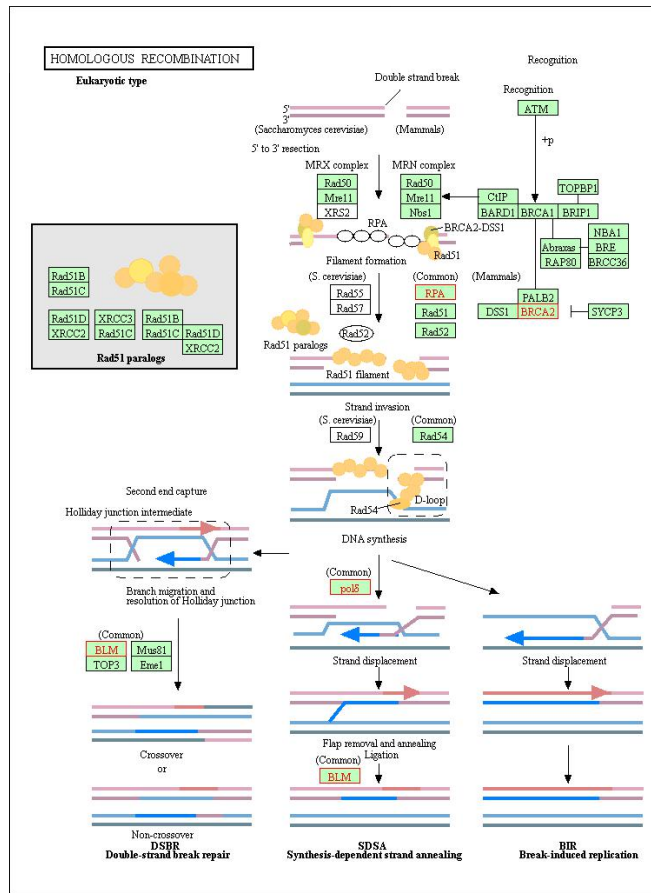 HOMOLOGOUS RECOMBINATION
Eukaryotic type
Recognition
Double strand break
Recognition
ATM
5'
3'
(Saccharomyces cerevisiae)
(Mammals)
+p
5' to 3' resection
MRX complex
MRN complex
Rad50
Mre11
XRS2
Rad50
Mre11
Nbs1
CtIP
BARD1
BRCA1
BRIP1
TOPBP1
RPA
BRCA2-DSS1
Rad51
Abraxas
RAP80
NBA1
BRE
BRCC36
Filament formation
(S. cerevisiae)
(Common)
(Mammals)
Rad55
Rad57
RPA
Rad51
Rad52
PALB2
DSS1
BRCA2
SYCP3
Rad52
Rad51 paralogs
Rad51B
Rad51C
Rad51D
XRCC2
XRCC3
Rad51C
Rad51B
Rad51C
Rad51D
XRCC2
Rad51 paralogs
Rad51 filament
Strand invasion
(S. cerevisiae)
(Common)
Rad59
Rad54
D-loop
Rad54
Second end capture
Holliday junction intermediate
DNA synthesis
Branch migration and
resolution of Holliday junction
(Common)
polδ
(Common)
BLM
TOP3
Mus81
Eme1
Strand displacement
Strand displacement
Flap removal and annealing
Ligation
(Common)
BLM
Crossover
or
Non-crossover
DSBR
Double-strand break repair
SDSA
Synthesis-dependent strand annealing
BIR
Break-induced replication